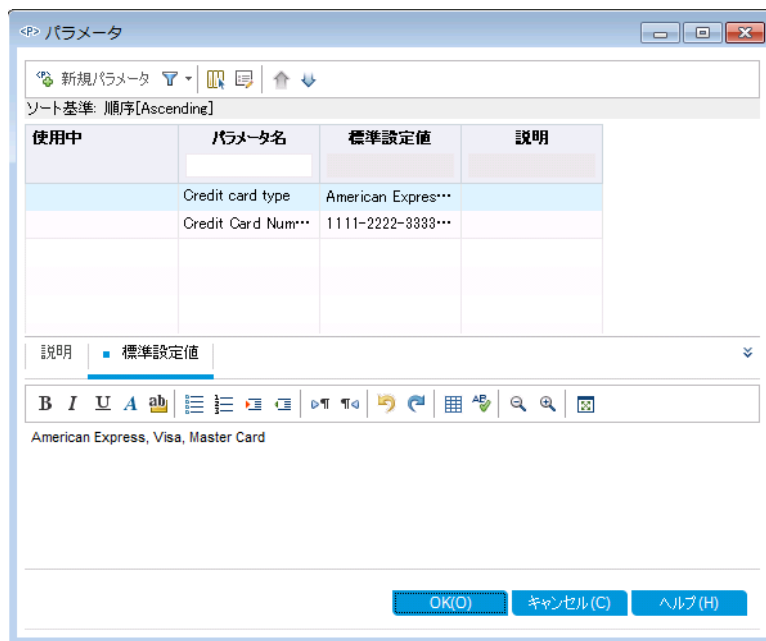 パラメータ
新規パラメータ
ソート基準: 順序[Ascending]
使用中 パラメータ名 標準設定値 説明
Credit card type American Expres…
Credit Card Num… 1111-2222-3333…
説明 標準設定値
B I U A ab
American Express, Visa, Master Card
OK(O) キャンセル(C) ヘルプ(H)